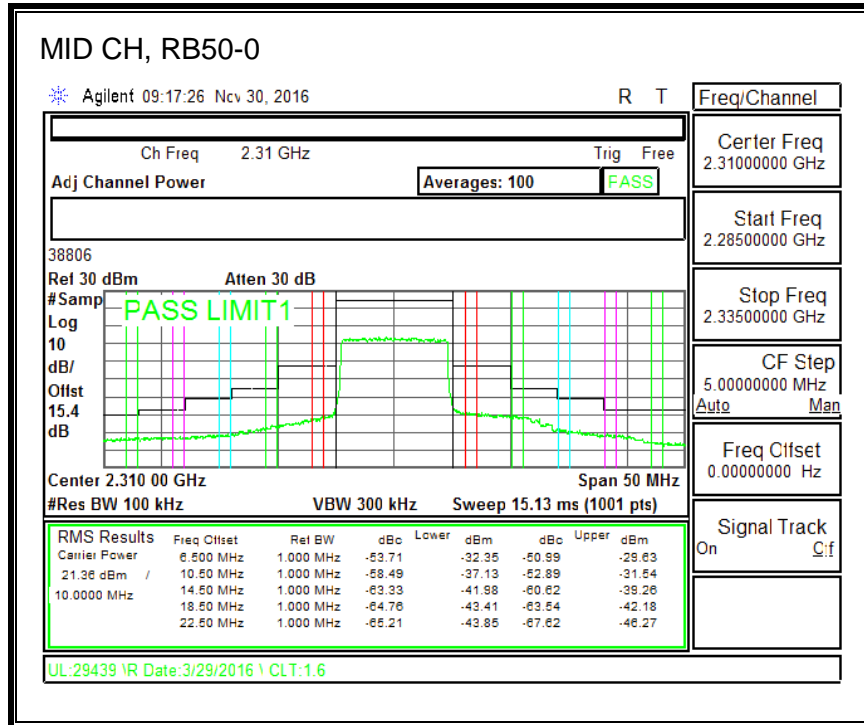 MID CH, RB50-0
Agilent 09:17:26 Nov 30, 2016 R T
Freq/Channel
Ch Freq 2.31 GHz Trig Free
Adj Channel Power Averages: 100 PASS
Center Freq
2.31000000 GHz
Start Freq
2.28500000 GHz
Stop Freq
2.33500000 GHz
CF Step
5.00000000 MHz
Auto Man
Freq Offset
0.00000000 Hz
Signal Track
On Off
38806
Ref 30 dBm Atten 30 dB
#Samp
Log
10
dB/
Offst
15.4
dB
PASS LIMIT1
Center 2.310 00 GHz Span 50 MHz
#Res BW 100 kHz VBW 300 kHz Sweep 15.13 ms (1001 pts)
RMS Results Freq Offset Ref BW dBc Lower dBm dBc Upper dBm
Carrier Power 6.500 MHz 1.000 MHz -53.71 -32.35 -50.99 -29.63
21.36 dBm / 10.50 MHz 1.000 MHz -58.49 -37.13 -52.89 -31.54
10.0000 MHz 14.50 MHz 1.000 MHz -63.33 -41.98 -60.62 -39.26
18.50 MHz 1.000 MHz -64.76 -43.41 -63.54 -42.18
22.50 MHz 1.000 MHz -65.21 -43.85 -67.62 -46.27
UL:29439 \R Date:3/29/2016 \ CLT:1.6